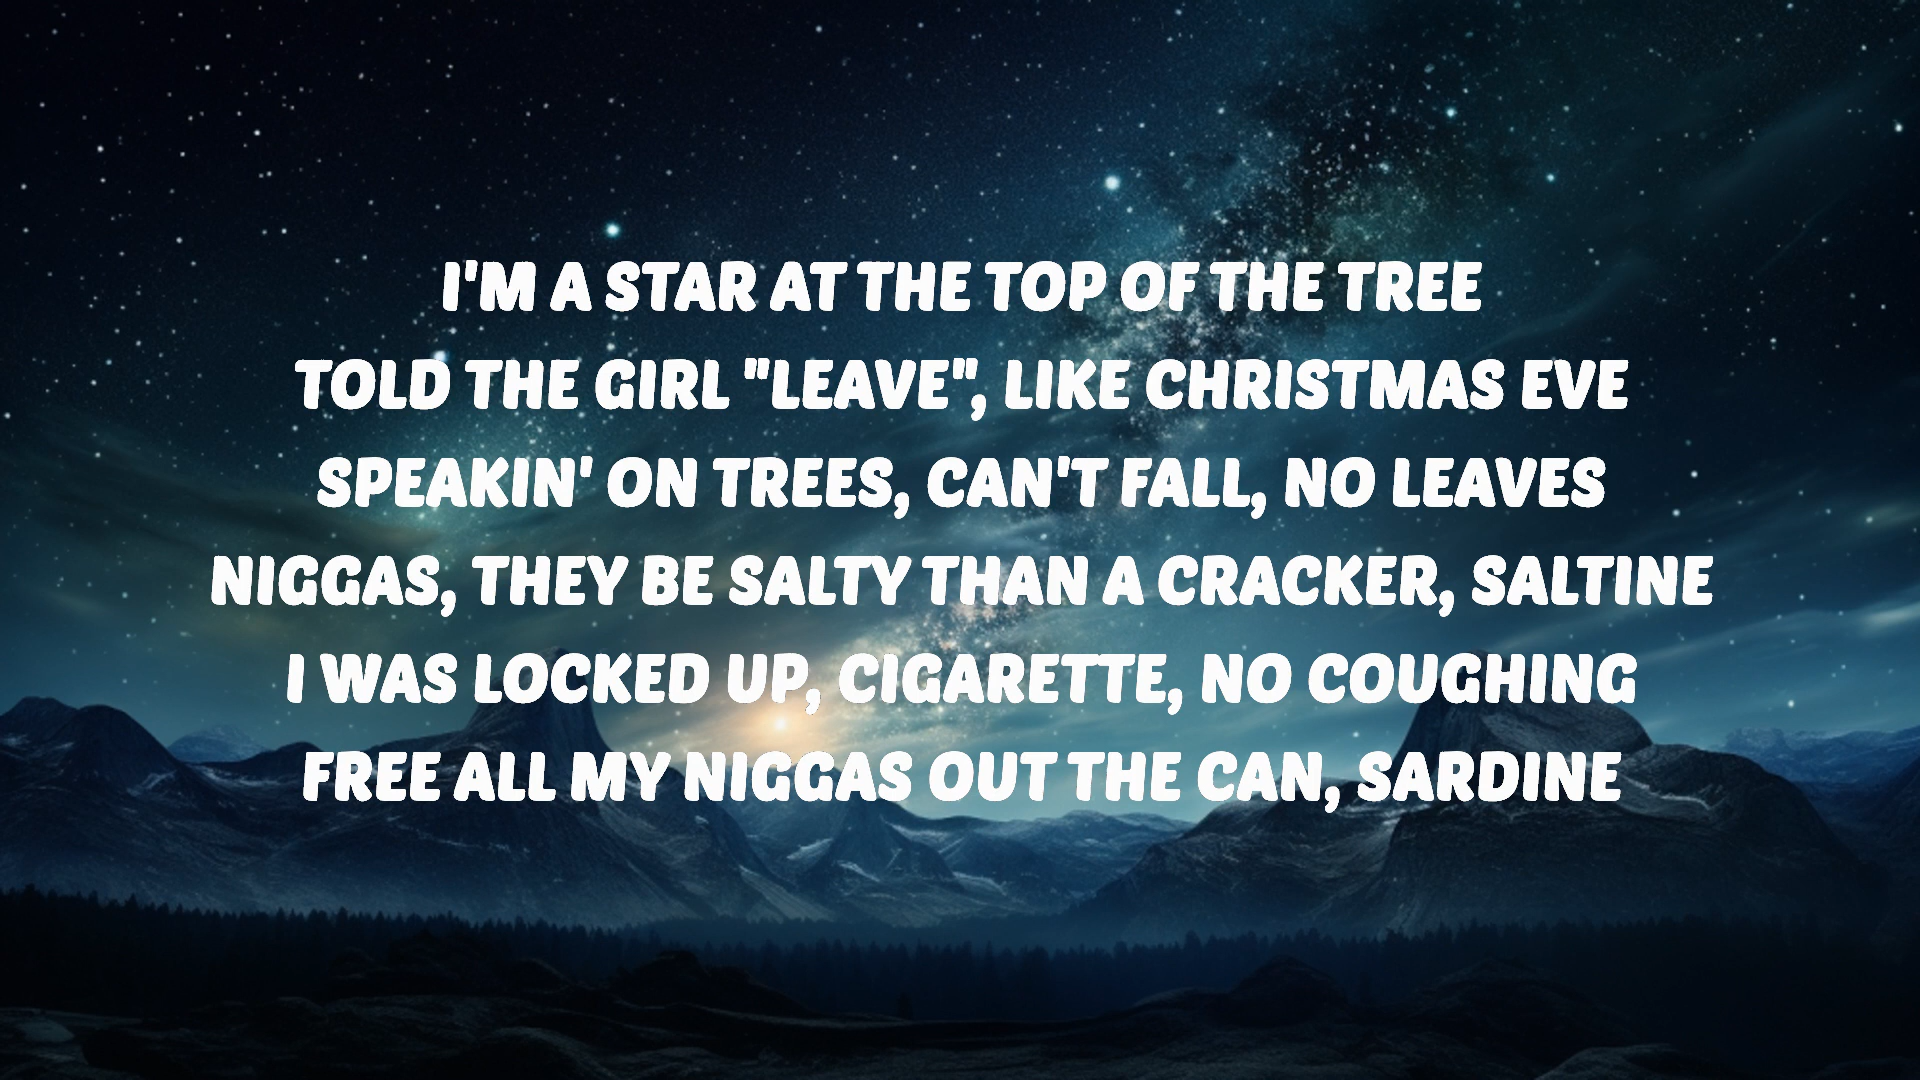 I'M A STAR AT THE TOP OF THE TREE
TOLD THE GIRL "LEAVE", LIKE CHRISTMAS EVE
SPEAKIN' ON TREES, CAN'T FALL, NO LEAVES
NIGGAS, THEY BE SALTY THAN A CRACKER, SALTINE
I WAS LOCKED UP, CIGARETTE, NO COUGHING
FREE ALL MY NIGGAS OUT THE CAN, SARDINE